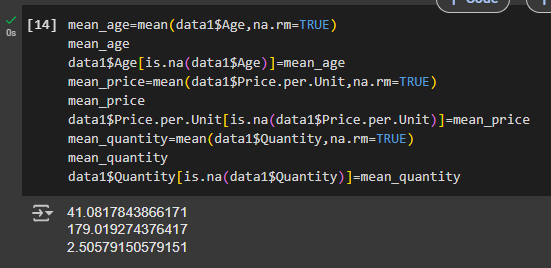 Code
[14] mean_age=mean(data1$Age,na.rm=TRUE)
0s
mean_age
data1$Age[is.na(data1$Age)]=mean_age
mean_price=mean(data1$Price.per.Unit,na.rm=TRUE)
mean_price
data1$Price.per.Unit[is.na(data1$Price.per.Unit)]=mean_price
mean_quantity=mean(data1$Quantity,na.rm=TRUE)
mean_quantity
data1$Quantity[is.na(data1$Quantity)]=mean_quantity
41.0817843866171
179.019274376417
2.50579150579151